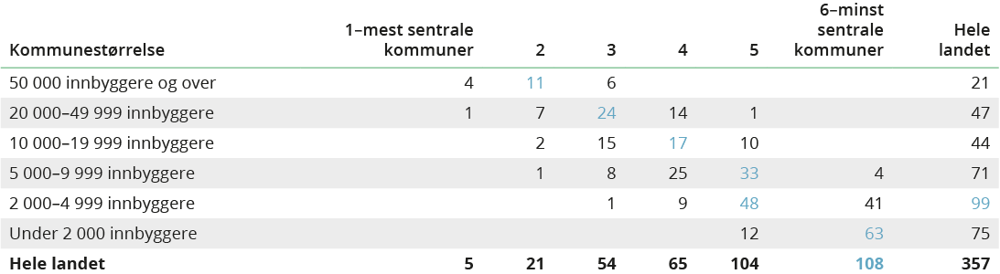 Kommunestørrelse 1–mest sentrale kommuner 2 3 4 5 6–minst sentrale kommuner Hele landet
50 000 innbyggere og over 4 11 6 21
20 000–49 999 innbyggere 1 7 24 14 1 47
10 000–19 999 innbyggere 2 15 17 10 44
5 000–9 999 innbyggere 1 8 25 33 4 71
2 000–4 999 innbyggere 1 9 48 41 99
Under 2 000 innbyggere 12 63 75
Hele landet 5 21 54 65 104 108 357